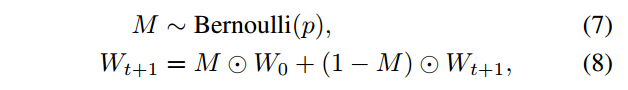 M ∼ Bernoulli(p), (7)
W_{t+1} = M ⊙ W_0 + (1 − M) ⊙ W_{t+1}, (8)